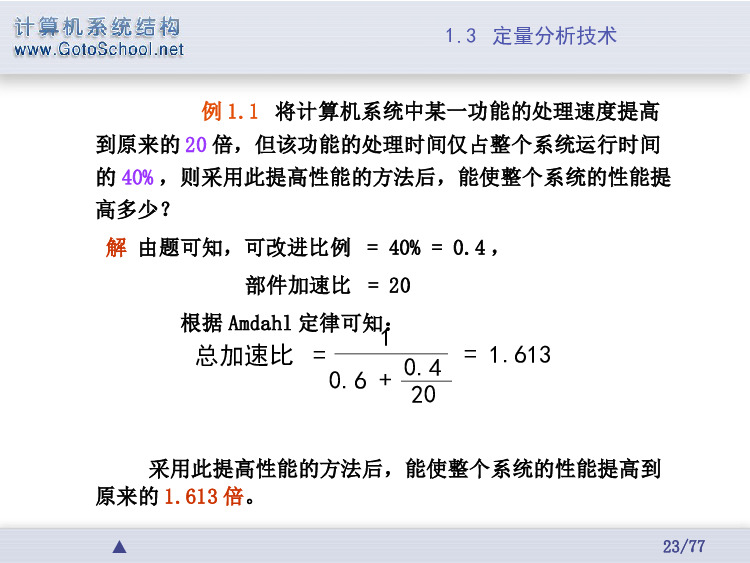 计算机系统结构
www.GotoSchool.net
1.3 定量分析技术
例 1.1 将计算机系统中某一功能的处理速度提高
到原来的 20 倍，但该功能的处理时间仅占整个系统运行时间
的 40%，则采用此提高性能的方法后，能使整个系统的性能提
高多少？
解 由题可知，可改进比例 = 40% = 0.4，
部件加速比 = 20
根据 Amdahl 定律可知：
1
总加速比 = = 1.613
0.6 + 0.4
20
采用此提高性能的方法后，能使整个系统的性能提高到
原来的 1.613 倍。
▲ 23/77